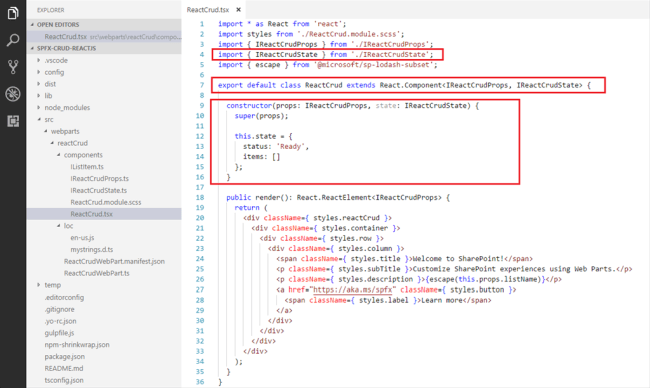 EXPLORER
OPEN EDITORS
ReactCrud.tsx src\webparts\reactCrud\compo...
SPFX-CRUD-REACTJS
.vscode
config
dist
lib
node_modules
src
webparts
reactCrud
components
IListItem.ts
IReactCrudProps.ts
IReactCrudState.ts
ReactCrud.module.scss
ReactCrud.tsx
loc
en-us.js
mystrings.d.ts
ReactCrudWebPart.manifest.json
ReactCrudWebPart.ts
temp
.editorconfig
.gitignore
.yo-rc.json
gulpfile.js
npm-shrinkwrap.json
package.json
README.md
tsconfig.json
ReactCrud.tsx
1 import * as React from 'react';
2 import styles from './ReactCrud.module.scss';
3 import { IReactCrudProps } from './IReactCrudProps';
4 import { IReactCrudState } from './IReactCrudState';
5 import { escape } from '@microsoft/sp-lodash-subset';
6
7 export default class ReactCrud extends React.Component<IReactCrudProps, IReactCrudState> {
8
9 constructor(props: IReactCrudProps, state: IReactCrudState) {
10 super(props);
11
12 this.state = {
13 status: 'Ready',
14 items: []
15 };
16 }
17
18 public render(): React.ReactElement<IReactCrudProps> {
19 return (
20 <div className={ styles.reactCrud }>
21 <div className={ styles.container }>
22 <div className={ styles.row }>
23 <div className={ styles.column }>
24 <span className={ styles.title }>Welcome to SharePoint!</span>
25 <p className={ styles.subTitle }>Customize SharePoint experiences using Web Parts.</p>
26 <p className={ styles.description }>{escape(this.props.listName)}</p>
27 <a href="https://aka.ms/spfx" className={ styles.button }>
28 <span className={ styles.label }>Learn more</span>
29 </a>
30 </div>
31 </div>
32 </div>
33 </div>
34 );
35 }
36 }